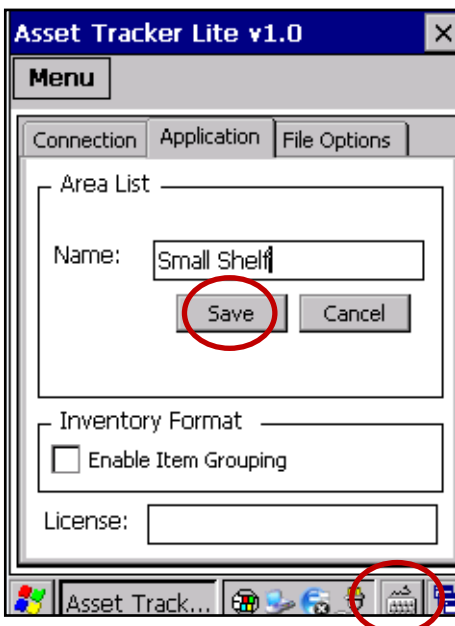 Asset Tracker Lite v1.0
Menu
Connection Application File Options
Area List
Name: Small Shelf
Save Cancel
Inventory Format
Enable Item Grouping
License:
Asset Track...